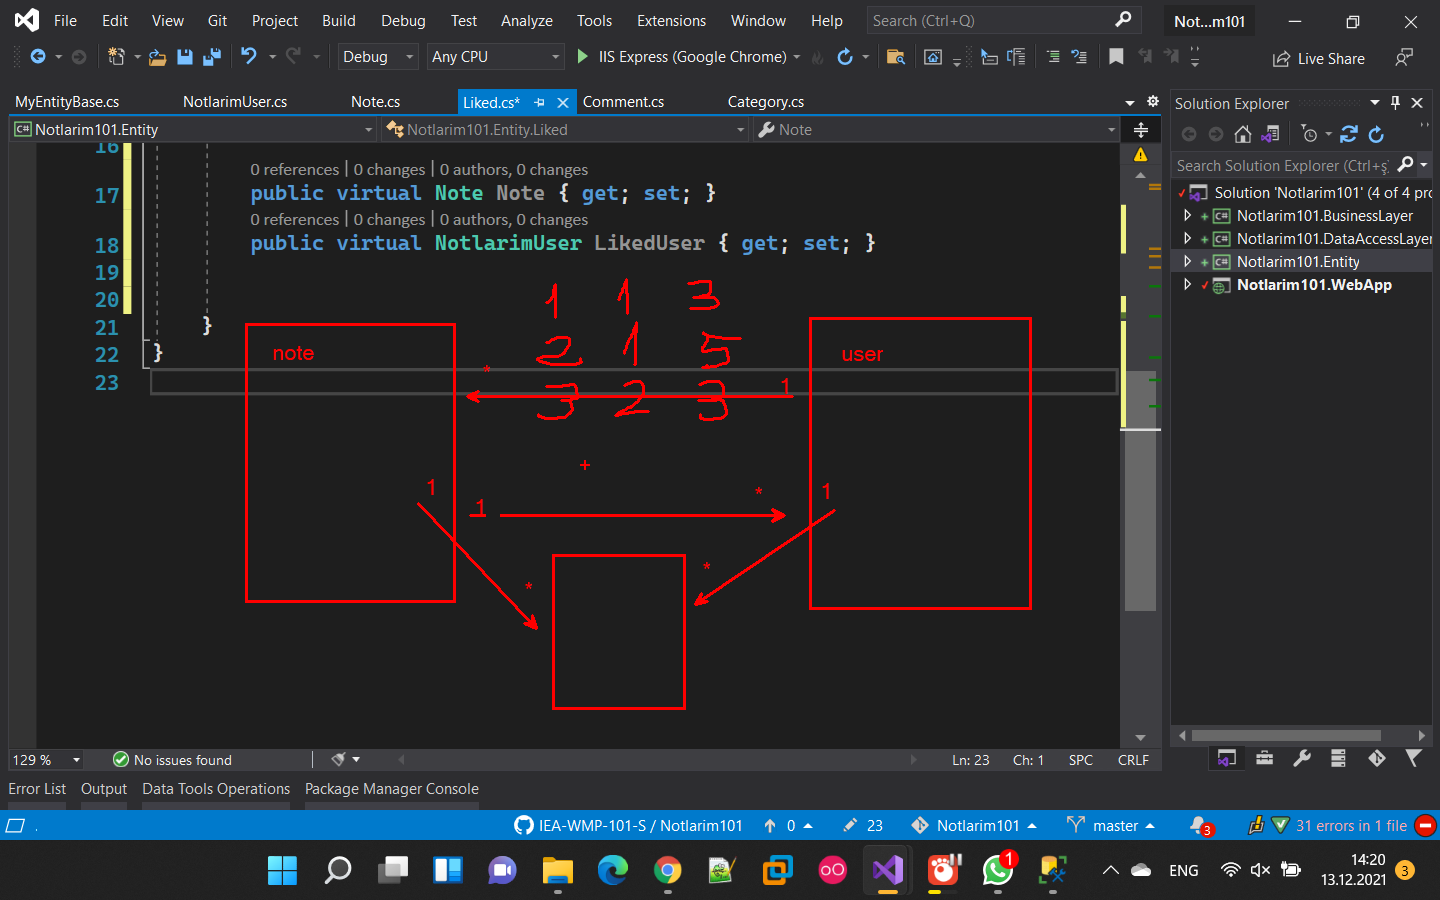 File Edit View Git Project Build Debug Test Analyze Tools Extensions Window Help Search (Ctrl+Q) Not...m101
Debug Any CPU IIS Express (Google Chrome) Live Share
MyEntityBase.cs NotlarimUser.cs Note.cs Liked.cs* Comment.cs Category.cs
Solution Explorer
C# Notlarim101.Entity Notlarim101.Entity.Liked Note
Search Solution Explorer (Ctrl+ş)
16
0 references | 0 changes | 0 authors, 0 changes
17 public virtual Note Note { get; set; }
0 references | 0 changes | 0 authors, 0 changes
18 public virtual NotlarimUser LikedUser { get; set; }
19
20
21 }
22 }
23
Solution 'Notlarim101' (4 of 4 pro
C# Notlarim101.BusinessLayer
C# Notlarim101.DataAccessLayer
C# Notlarim101.Entity
Notlarim101.WebApp
1 1 3
2 1 5
3 2 3
note
user
* 1
+
1 1 * 1
* *
129 % No issues found Ln: 23 Ch: 1 SPC CRLF
Error List Output Data Tools Operations Package Manager Console
. IEA-WMP-101-S / Notlarim101 0 23 Notlarim101 master 3 31 errors in 1 file
1 ENG 14:20
13.12.2021 3